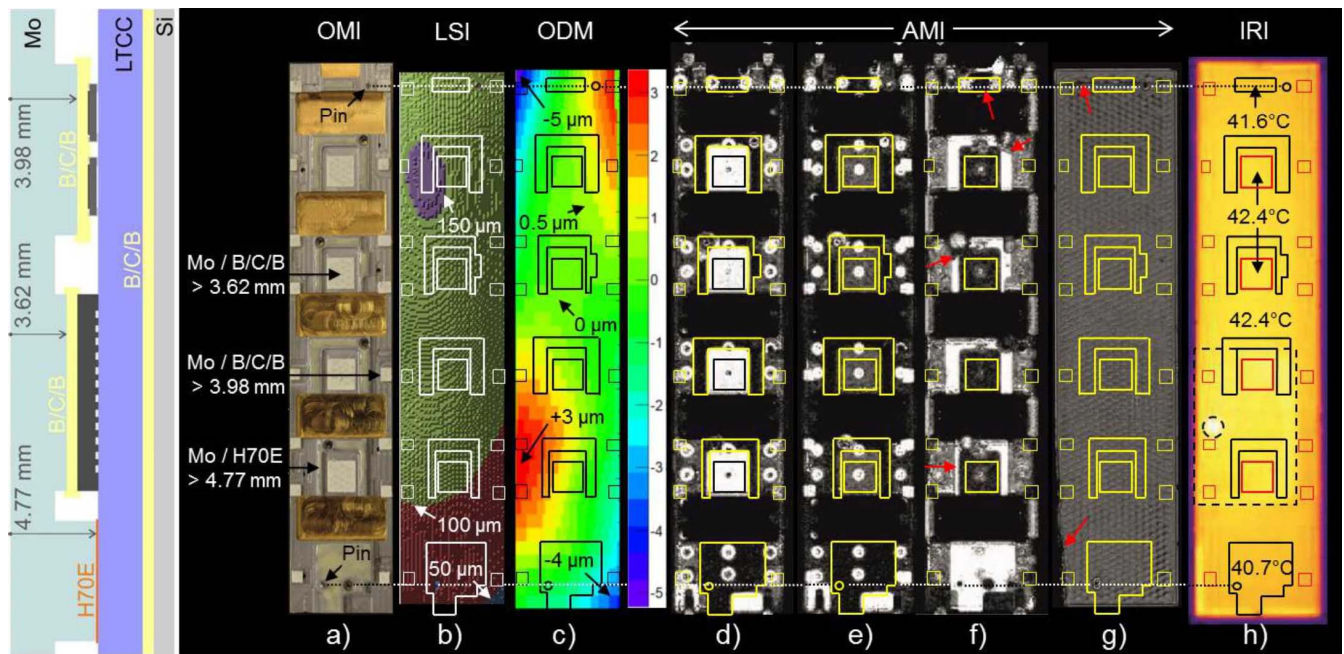 Mo
LTCC
Si
3.98 mm
B/C/B
3.62 mm
B/C/B
B/C/B
4.77 mm
H70E
OMI
LSI
ODM
AMI
IRI
Pin
-5 µm
150 µm
0.5 µm
0 µm
+3 µm
100 µm
Pin
50 µm
-4 µm
Mo / B/C/B
> 3.62 mm
Mo / B/C/B
> 3.98 mm
Mo / H70E
> 4.77 mm
3
2
1
0
-1
-2
-3
-4
-5
41.6°C
42.4°C
42.4°C
40.7°C
a)
b)
c)
d)
e)
f)
g)
h)